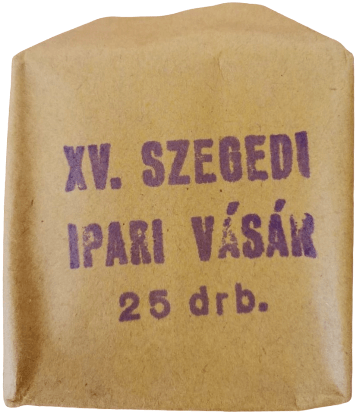 XV. SZEGEDI
IPARI VÁSÁR
25 drb.